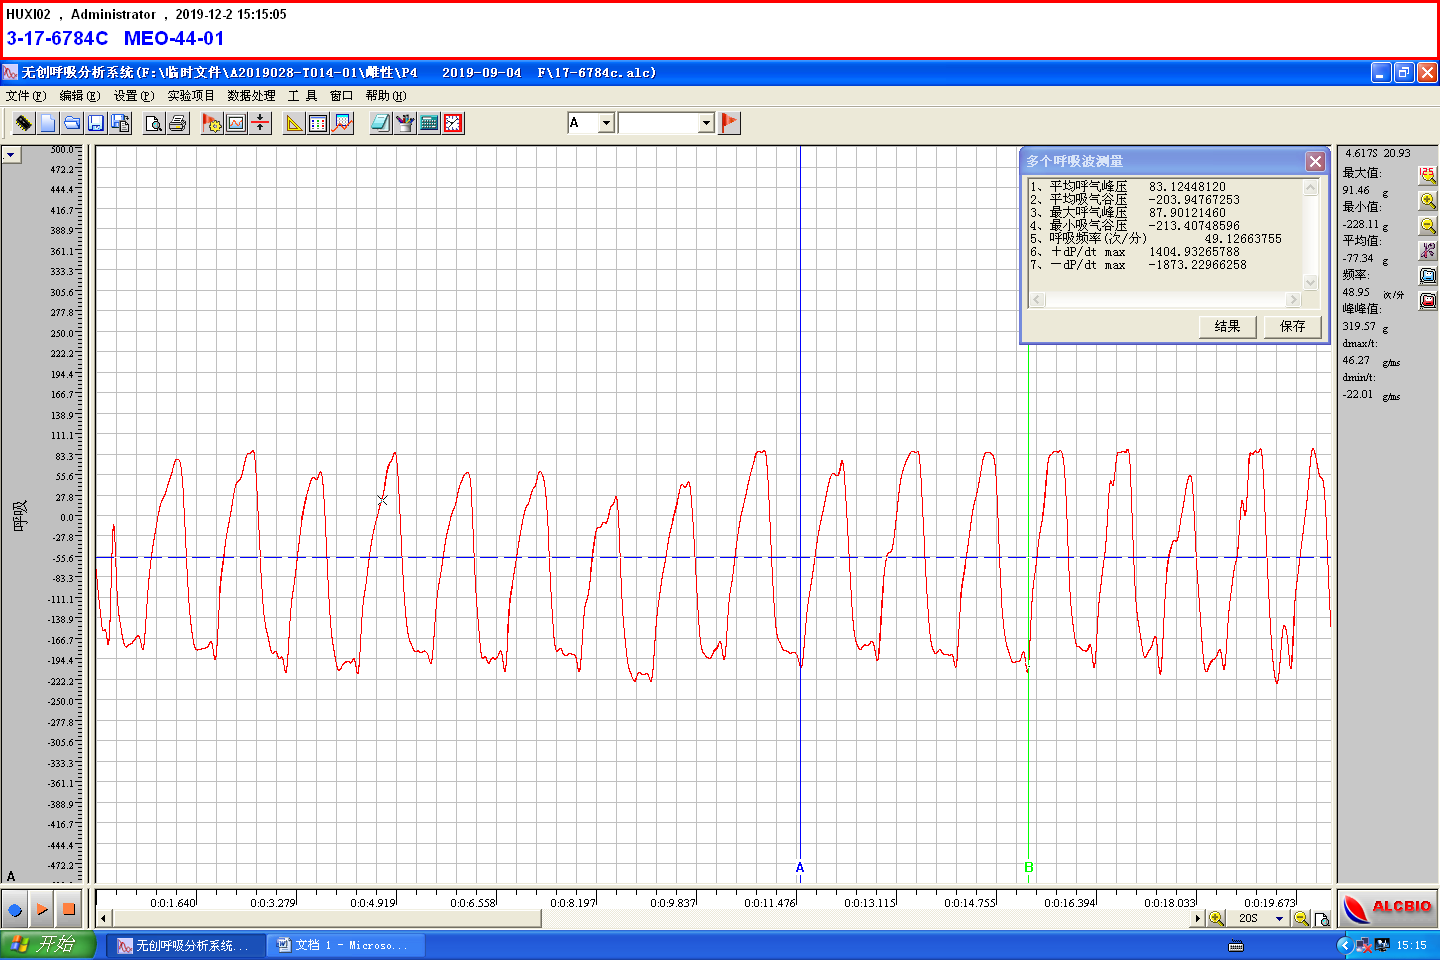 HUXI02 , Administrator , 2019-12-2 15:15:05
3-17-6784C MEO-44-01
无创呼吸分析系统(F:\临时文件\A2019028-T014-01\雌性\P4 2019-09-04 F\17-6784c.alc)
文件(F) 编辑(E) 设置(P) 实验项目 数据处理 工 具 窗口 帮助(H)
A
500.0
472.2
444.4
416.7
388.9
361.1
333.3
305.6
277.8
250.0
222.2
194.4
166.7
138.9
111.1
83.3
55.6
27.8
0.0
-27.8
-55.6
-83.3
-111.1
-138.9
-166.7
-194.4
-222.2
-250.0
-277.8
-305.6
-333.3
-361.1
-388.9
-416.7
-444.4
-472.2
呼吸
A
多个呼吸波测量
1、平均呼气峰压 83.12448120
2、平均吸气谷压 -203.94767253
3、最大呼气峰压 87.90121460
4、最小吸气谷压 -213.40748596
5、呼吸频率(次/分) 49.12663755
6、＋dP/dt max 1404.93265788
7、－dP/dt max -1873.22966258
结果 保存
4.617S 20.93
最大值:
91.46 g
最小值:
-228.11 g
平均值:
-77.34 g
频率:
48.95 次/分
峰峰值:
319.57 g
dmax/t:
46.27 g/ms
dmin/t:
-22.01 g/ms
125
A B
0:0:1.640 0:0:3.279 0:0:4.919 0:0:6.558 0:0:8.197 0:0:9.837 0:0:11.476 0:0:13.115 0:0:14.755 0:0:16.394 0:0:18.033 0:0:19.673
20S
ALCBIO
开始 无创呼吸分析系统... 文档 1 - Microso... 15:15